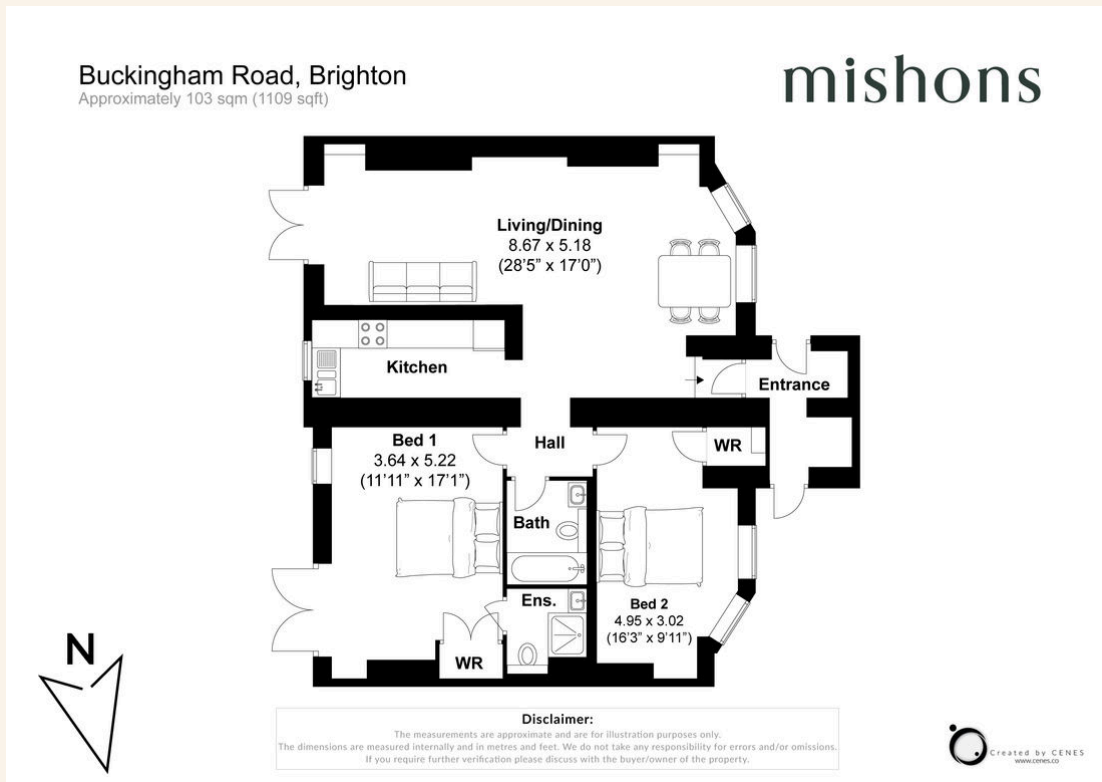 Buckingham Road, Brighton
Approximately 103 sqm (1109 sqft)
mishons
Living/Dining
8.67 x 5.18
(28'5” x 17'0”)
Kitchen
Entrance
Bed 1
3.64 x 5.22
(11'11” x 17'1”)
Hall
WR
Bath
Ens.
Bed 2
4.95 x 3.02
(16'3” x 9'11”)
WR
N
Disclaimer:
The measurements are approximate and are for illustration purposes only.
The dimensions are measured internally and in metres and feet. We do not take any responsibility for errors and/or omissions.
If you require further verification please discuss with the buyer/owner of the property.
Created by CENES
www.cenes.co